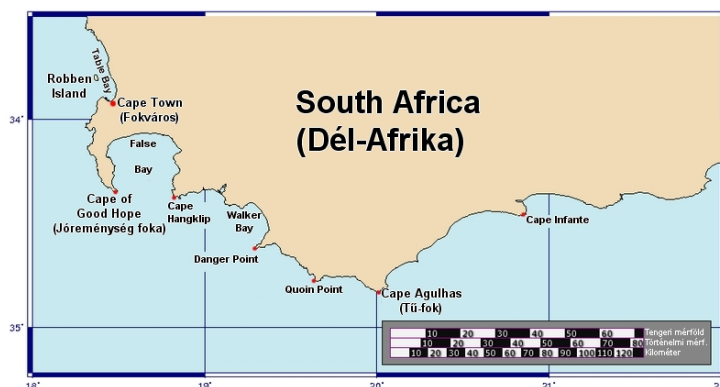 Table Bay
Robben
Island
Cape Town
(Fokváros)
34°
South Africa
(Dél-Afrika)
False
Bay
Cape of
Good Hope
(Jóreménység foka)
Cape
Hangklip
Walker
Bay
Cape Infante
Danger Point
Quoin Point
Cape Agulhas
(Tű-fok)
35°
10 20 30 40 50 60 Tengeri mérföld
10 20 30 40 50 60 70 80 Történelmi mérf.
10 20 30 40 50 60 70 80 90 100 110 120 Kilométer
19°
21°